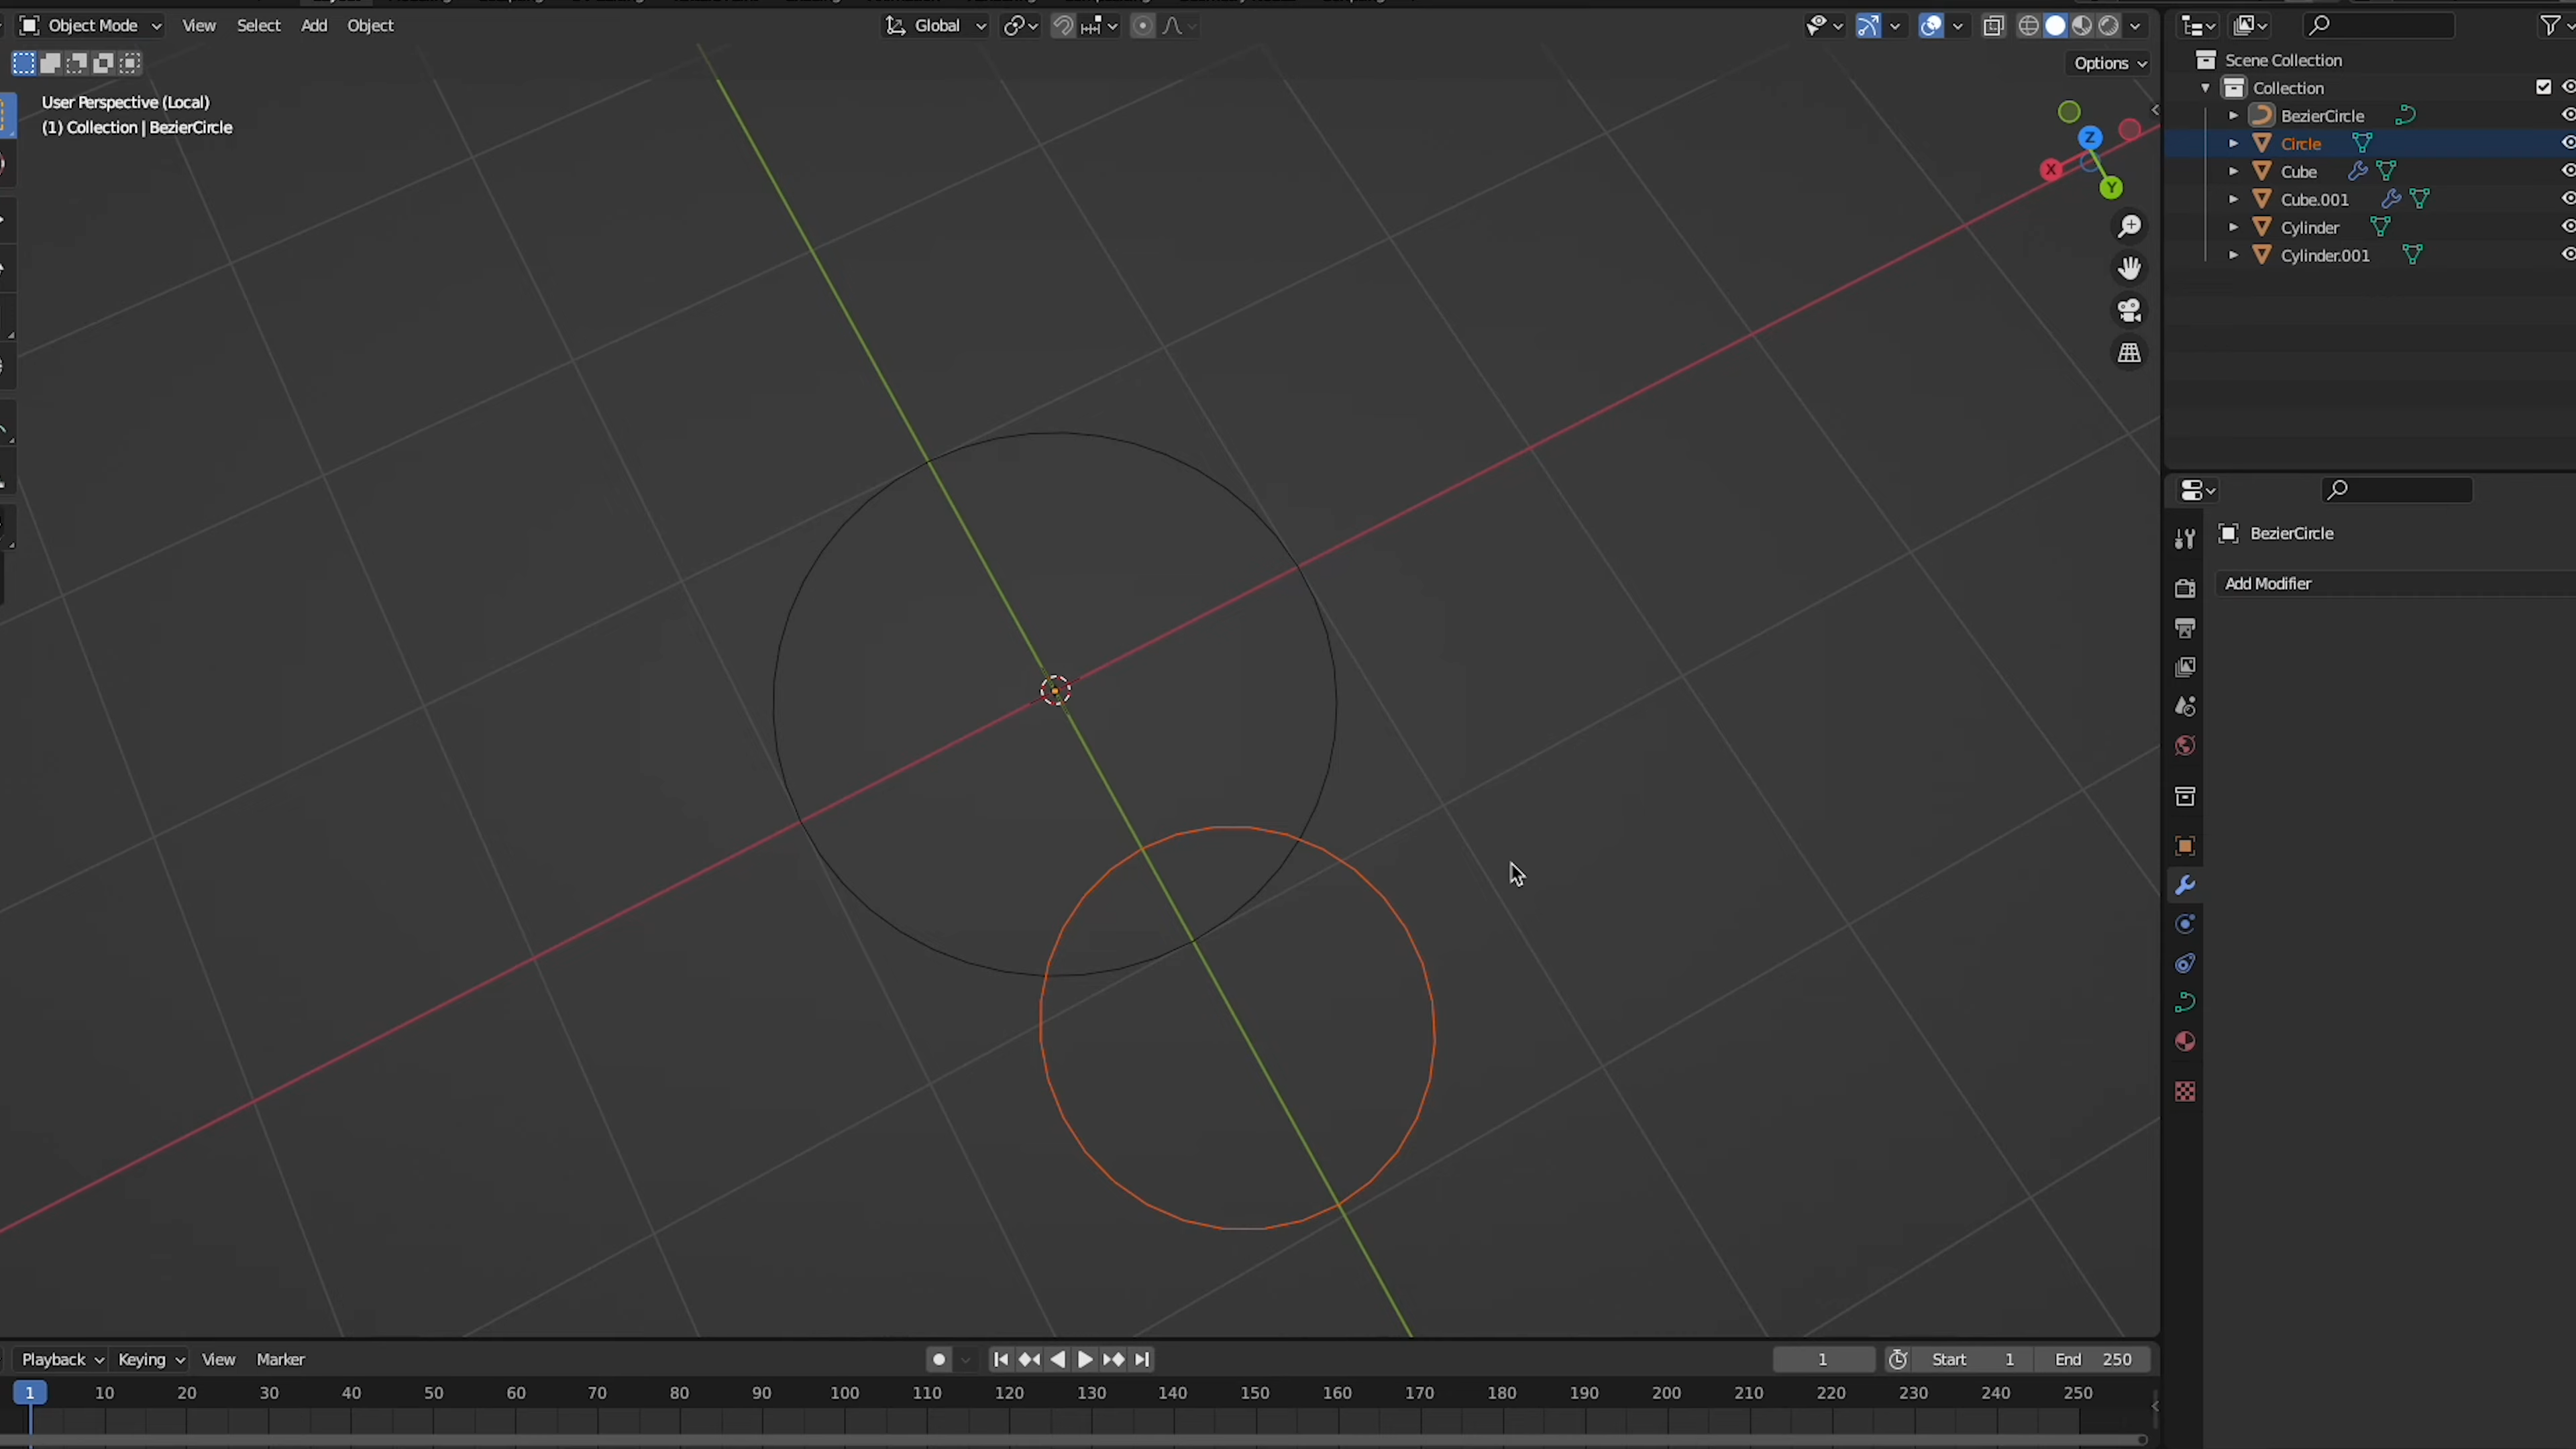 Object Mode View Select Add Object Global
Options
User Perspective (Local)
(1) Collection | BezierCircle
X Y Z
Scene Collection
Collection
BezierCircle
Circle
Cube
Cube.001
Cylinder
Cylinder.001
BezierCircle
Add Modifier
Playback Keying View Marker 1 Start 1 End 250
1 10 20 30 40 50 60 70 80 90 100 110 120 130 140 150 160 170 180 190 200 210 220 230 240 250